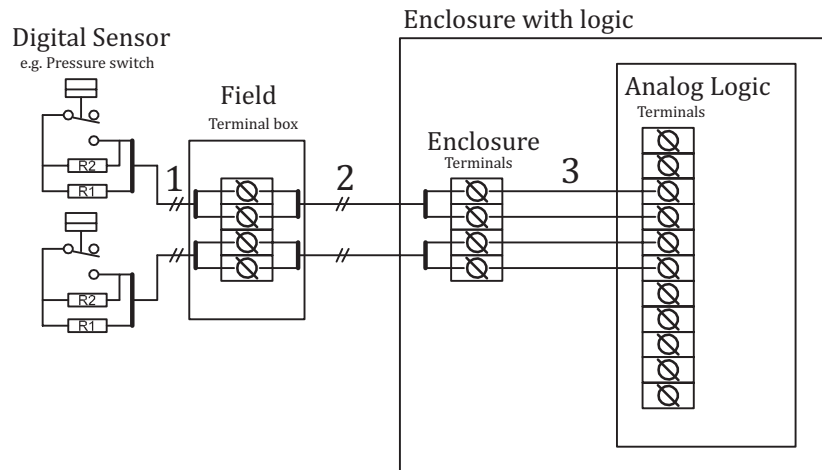 Enclosure with logic
Digital Sensor
e.g. Pressure switch
Field
Terminal box
Analog Logic
Terminals
Enclosure
Terminals
R2
R1
1
2
3
R2
R1